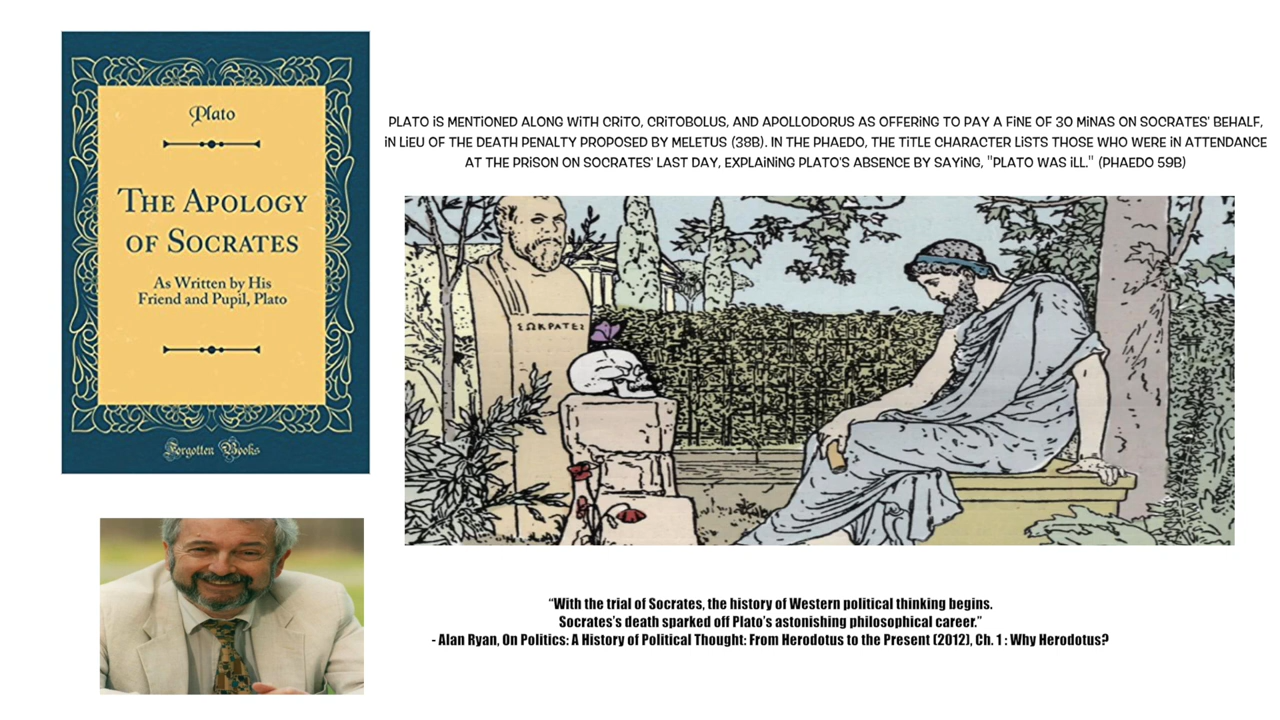 Plato
THE APOLOGY
OF SOCRATES
As Written by His
Friend and Pupil, Plato
Forgotten Books
PLATO iS MENTiONED ALONG WiTH CRiTO, CRiTOBOLUS, AND APOLLODORUS AS OFFERiNG TO PAY A FiNE OF 30 MiNAS ON SOCRATES' BEHALF,
iN LiEU OF THE DEATH PENALTY PROPOSED BY MELETUS (38B). IN THE PHAEDO, THE TiTLE CHARACTER LiSTS THOSE WHO WERE iN ATTENDANCE
AT THE PRiSON ON SOCRATES' LAST DAY, EXPLAiNiNG PLATO'S ABSENCE BY SAYiNG, "PLATO WAS iLL." (PHAEDO 59B)
ΣΩΚΡΑΤΕΣ
“With the trial of Socrates, the history of Western political thinking begins.
Socrates’s death sparked off Plato’s astonishing philosophical career.”
- Alan Ryan, On Politics: A History of Political Thought: From Herodotus to the Present (2012), Ch. 1 : Why Herodotus?